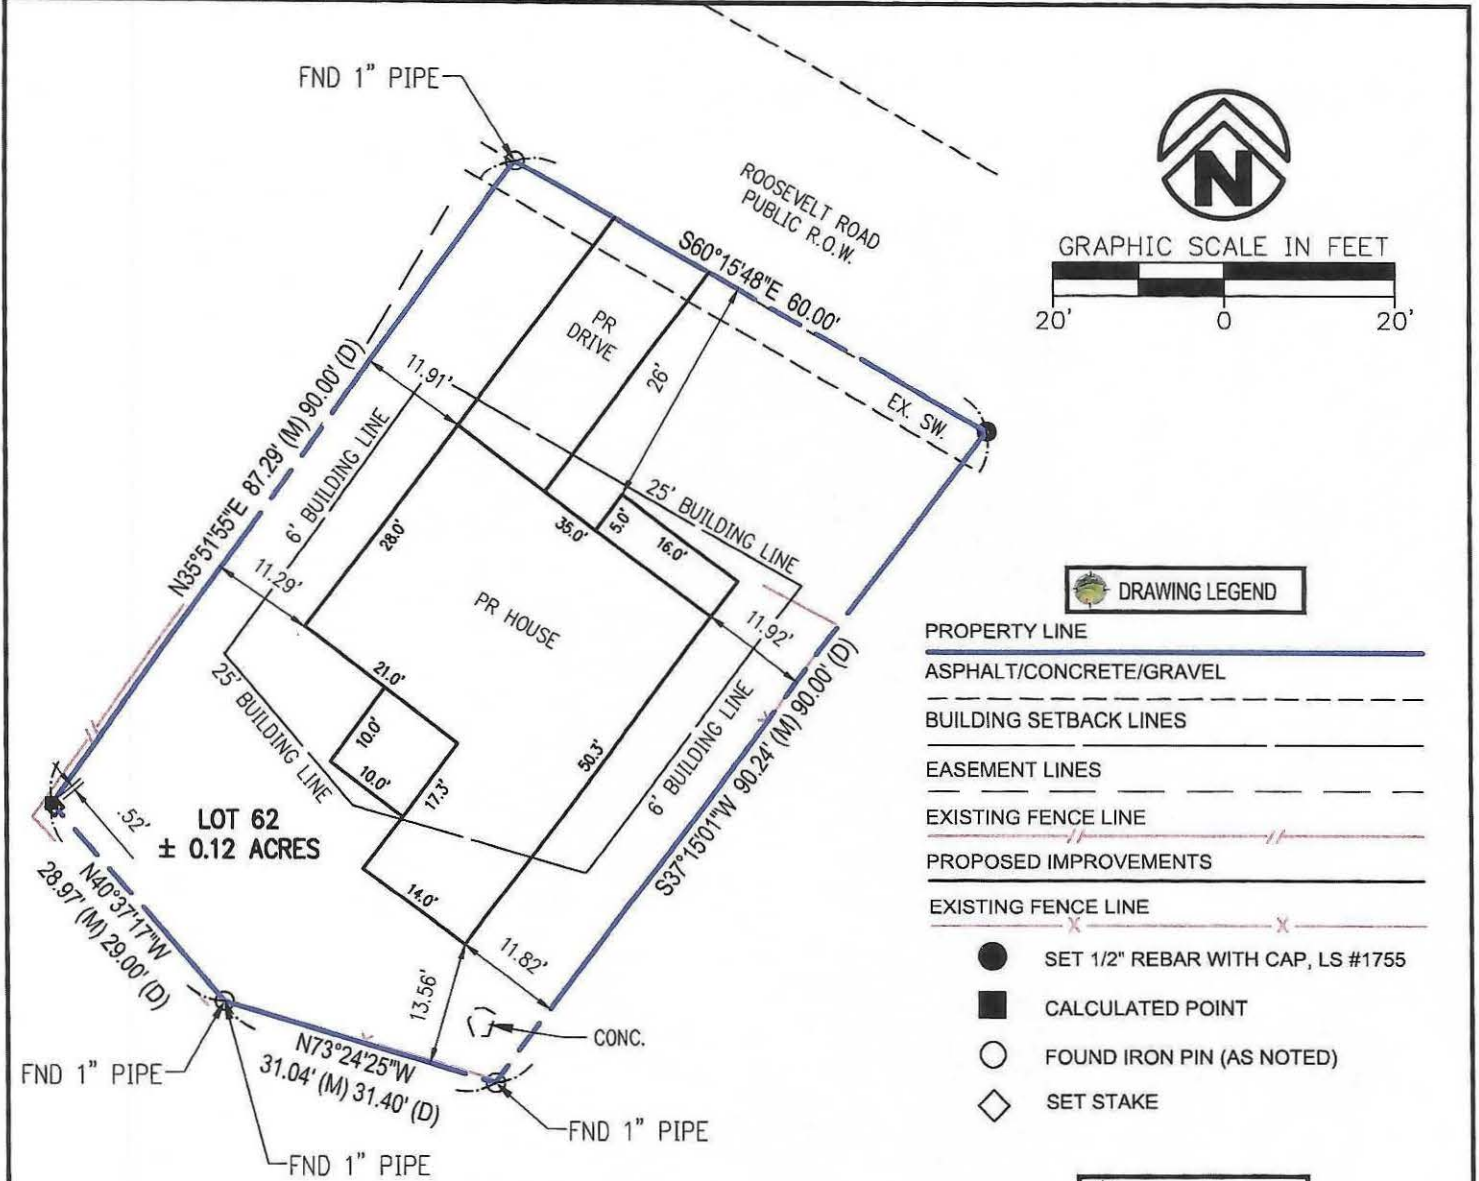 FND 1" PIPE
ROOSEVELT ROAD
PUBLIC R.O.W.
N
GRAPHIC SCALE IN FEET
20' 0 20'
S60°15'48"E 60.00'
PR
DRIVE
26'
EX. SW.
11.91'
N35°51'55"E 87.29' (M) 90.00' (D)
6' BUILDING LINE
25' BUILDING LINE
28.0'
35.0'
5.0'
16.0'
11.29'
PR HOUSE
11.92'
21.0'
25' BUILDING LINE
10.0'
10.0'
17.3'
50.3'
6' BUILDING LINE
S37°15'01"W 90.24' (M) 90.00' (D)
.52'
LOT 62
± 0.12 ACRES
14.0'
11.82'
13.56'
N40°37'17"W
28.97' (M) 29.00' (D)
CONC.
N73°24'25"W
31.04' (M) 31.40' (D)
FND 1" PIPE
FND 1" PIPE
FND 1" PIPE
DRAWING LEGEND
PROPERTY LINE
ASPHALT/CONCRETE/GRAVEL
BUILDING SETBACK LINES
EASEMENT LINES
EXISTING FENCE LINE
PROPOSED IMPROVEMENTS
EXISTING FENCE LINE
SET 1/2" REBAR WITH CAP, LS #1755
CALCULATED POINT
FOUND IRON PIN (AS NOTED)
SET STAKE